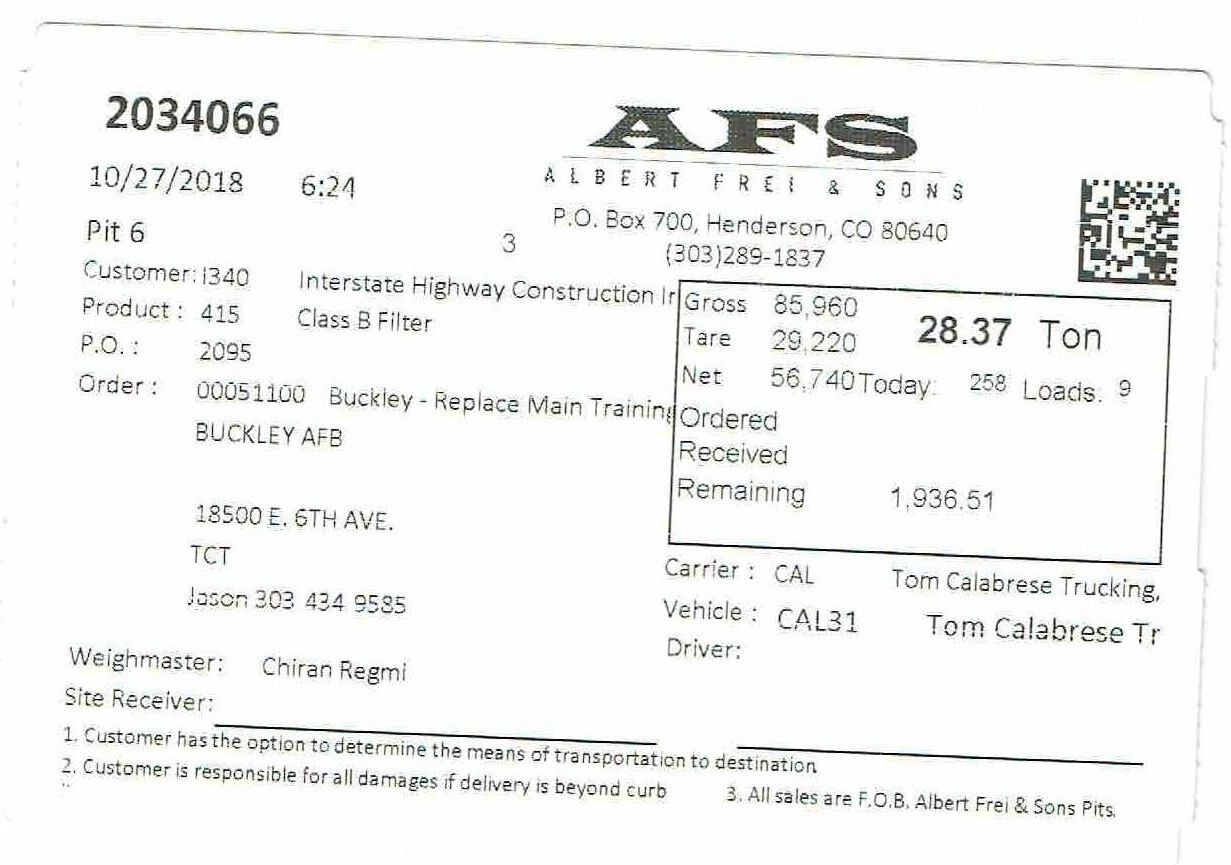 2034066
AFS
ALBERT FREI & SONS
10/27/2018 6:24
P.O. Box 700, Henderson, CO 80640
(303)289-1837
Pit 6
3
Customer: I340 Interstate Highway Construction Ir
Product : 415 Class B Filter
P.O. : 2095
Order : 00051100 Buckley - Replace Main Training
BUCKLEY AFB
18500 E. 6TH AVE.
TCT
Jason 303 434 9585
Gross 85,960
28.37 Ton
Tare 29,220
Net 56,740 Today: 258 Loads: 9
Ordered
Received
Remaining 1,936.51
Carrier : CAL Tom Calabrese Trucking,
Vehicle : CAL31 Tom Calabrese Tr
Driver:
Weighmaster: Chiran Regmi
Site Receiver:
1. Customer has the option to determine the means of transportation to destination
2. Customer is responsible for all damages if delivery is beyond curb
3. All sales are F.O.B. Albert Frei & Sons Pits.